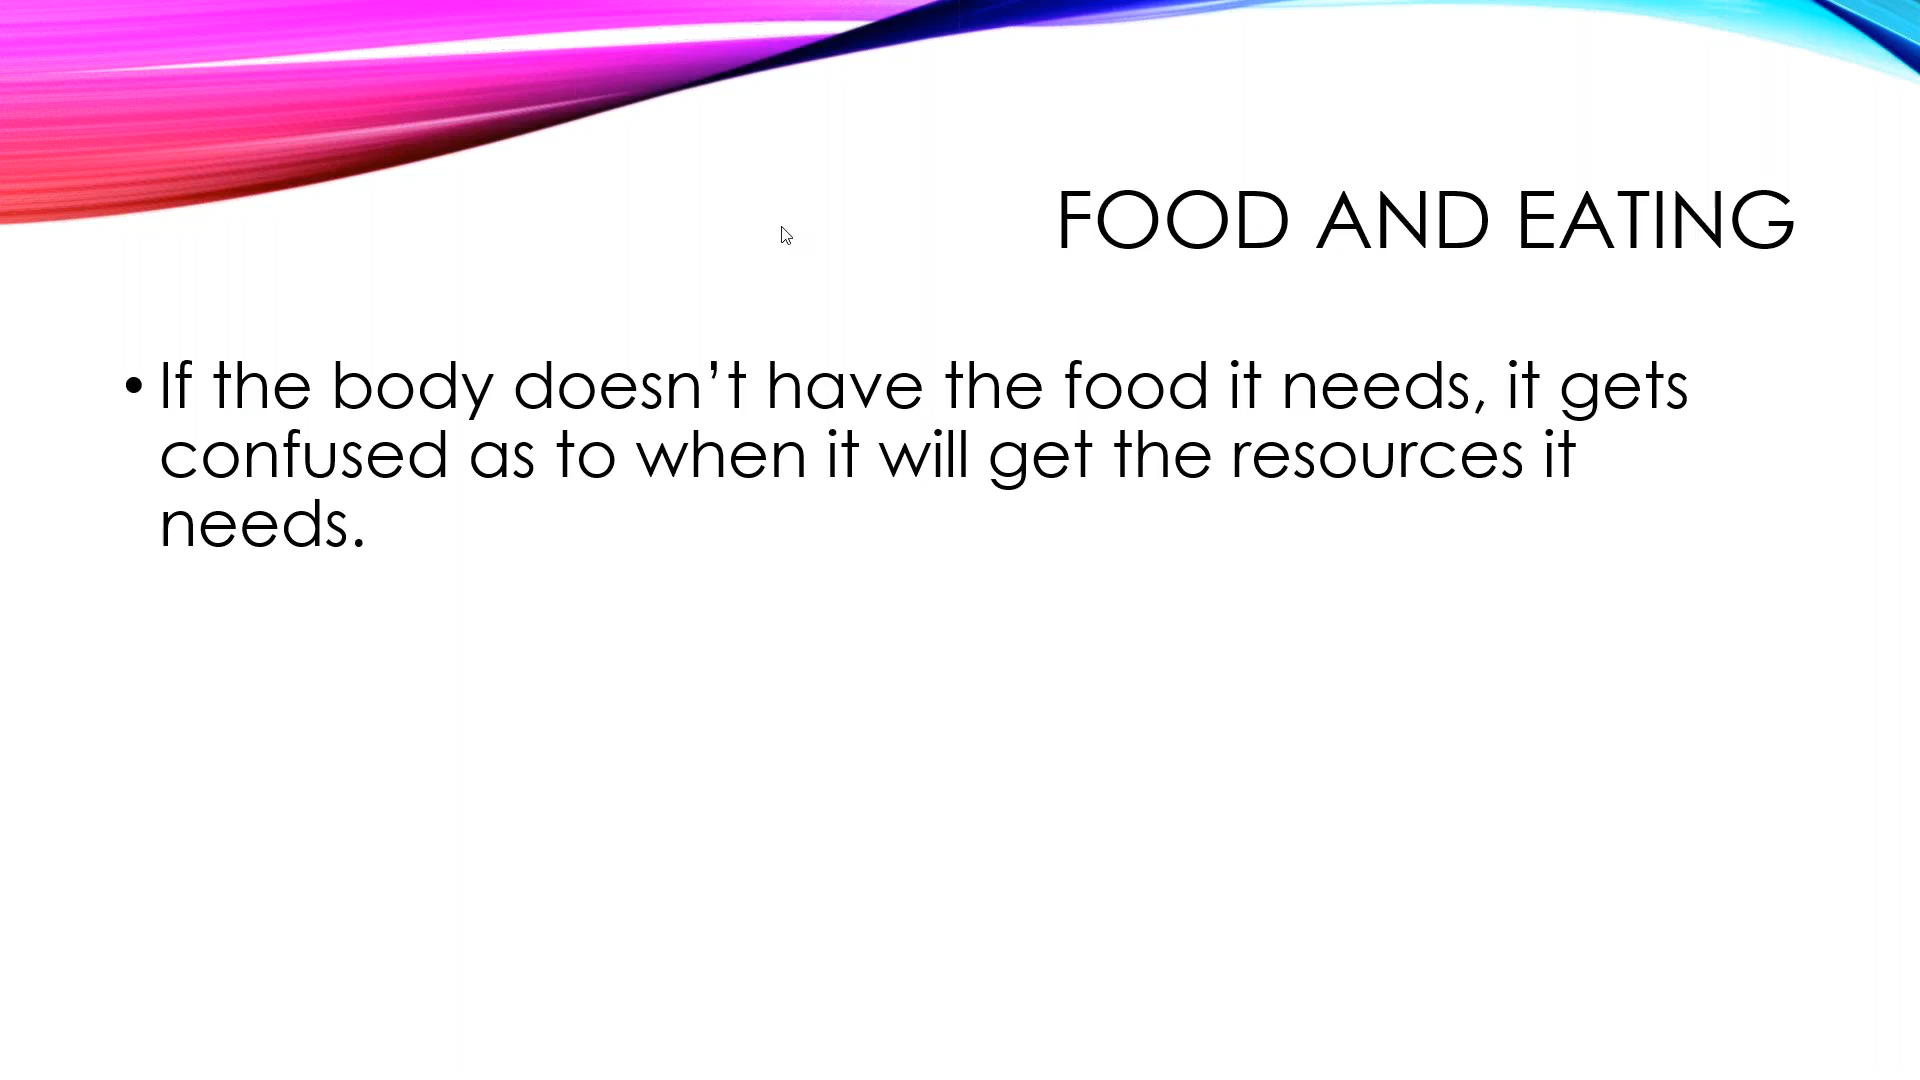 FOOD AND EATING
• If the body doesn’t have the food it needs, it gets
confused as to when it will get the resources it
needs.